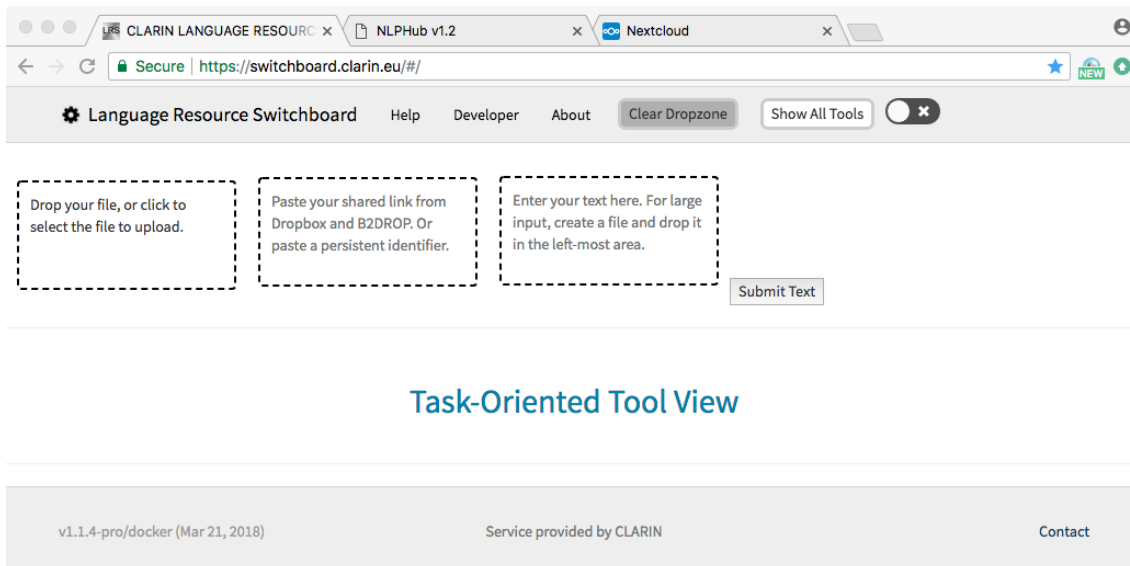 LRS CLARIN LANGUAGE RESOURC NLPHub v1.2 Nextcloud
Secure | https://switchboard.clarin.eu/#/ NEW
Language Resource Switchboard Help Developer About Clear Dropzone Show All Tools
Drop your file, or click to
select the file to upload.
Paste your shared link from
Dropbox and B2DROP. Or
paste a persistent identifier.
Enter your text here. For large
input, create a file and drop it
in the left-most area.
Submit Text
Task-Oriented Tool View
v1.1.4-pro/docker (Mar 21, 2018) Service provided by CLARIN Contact